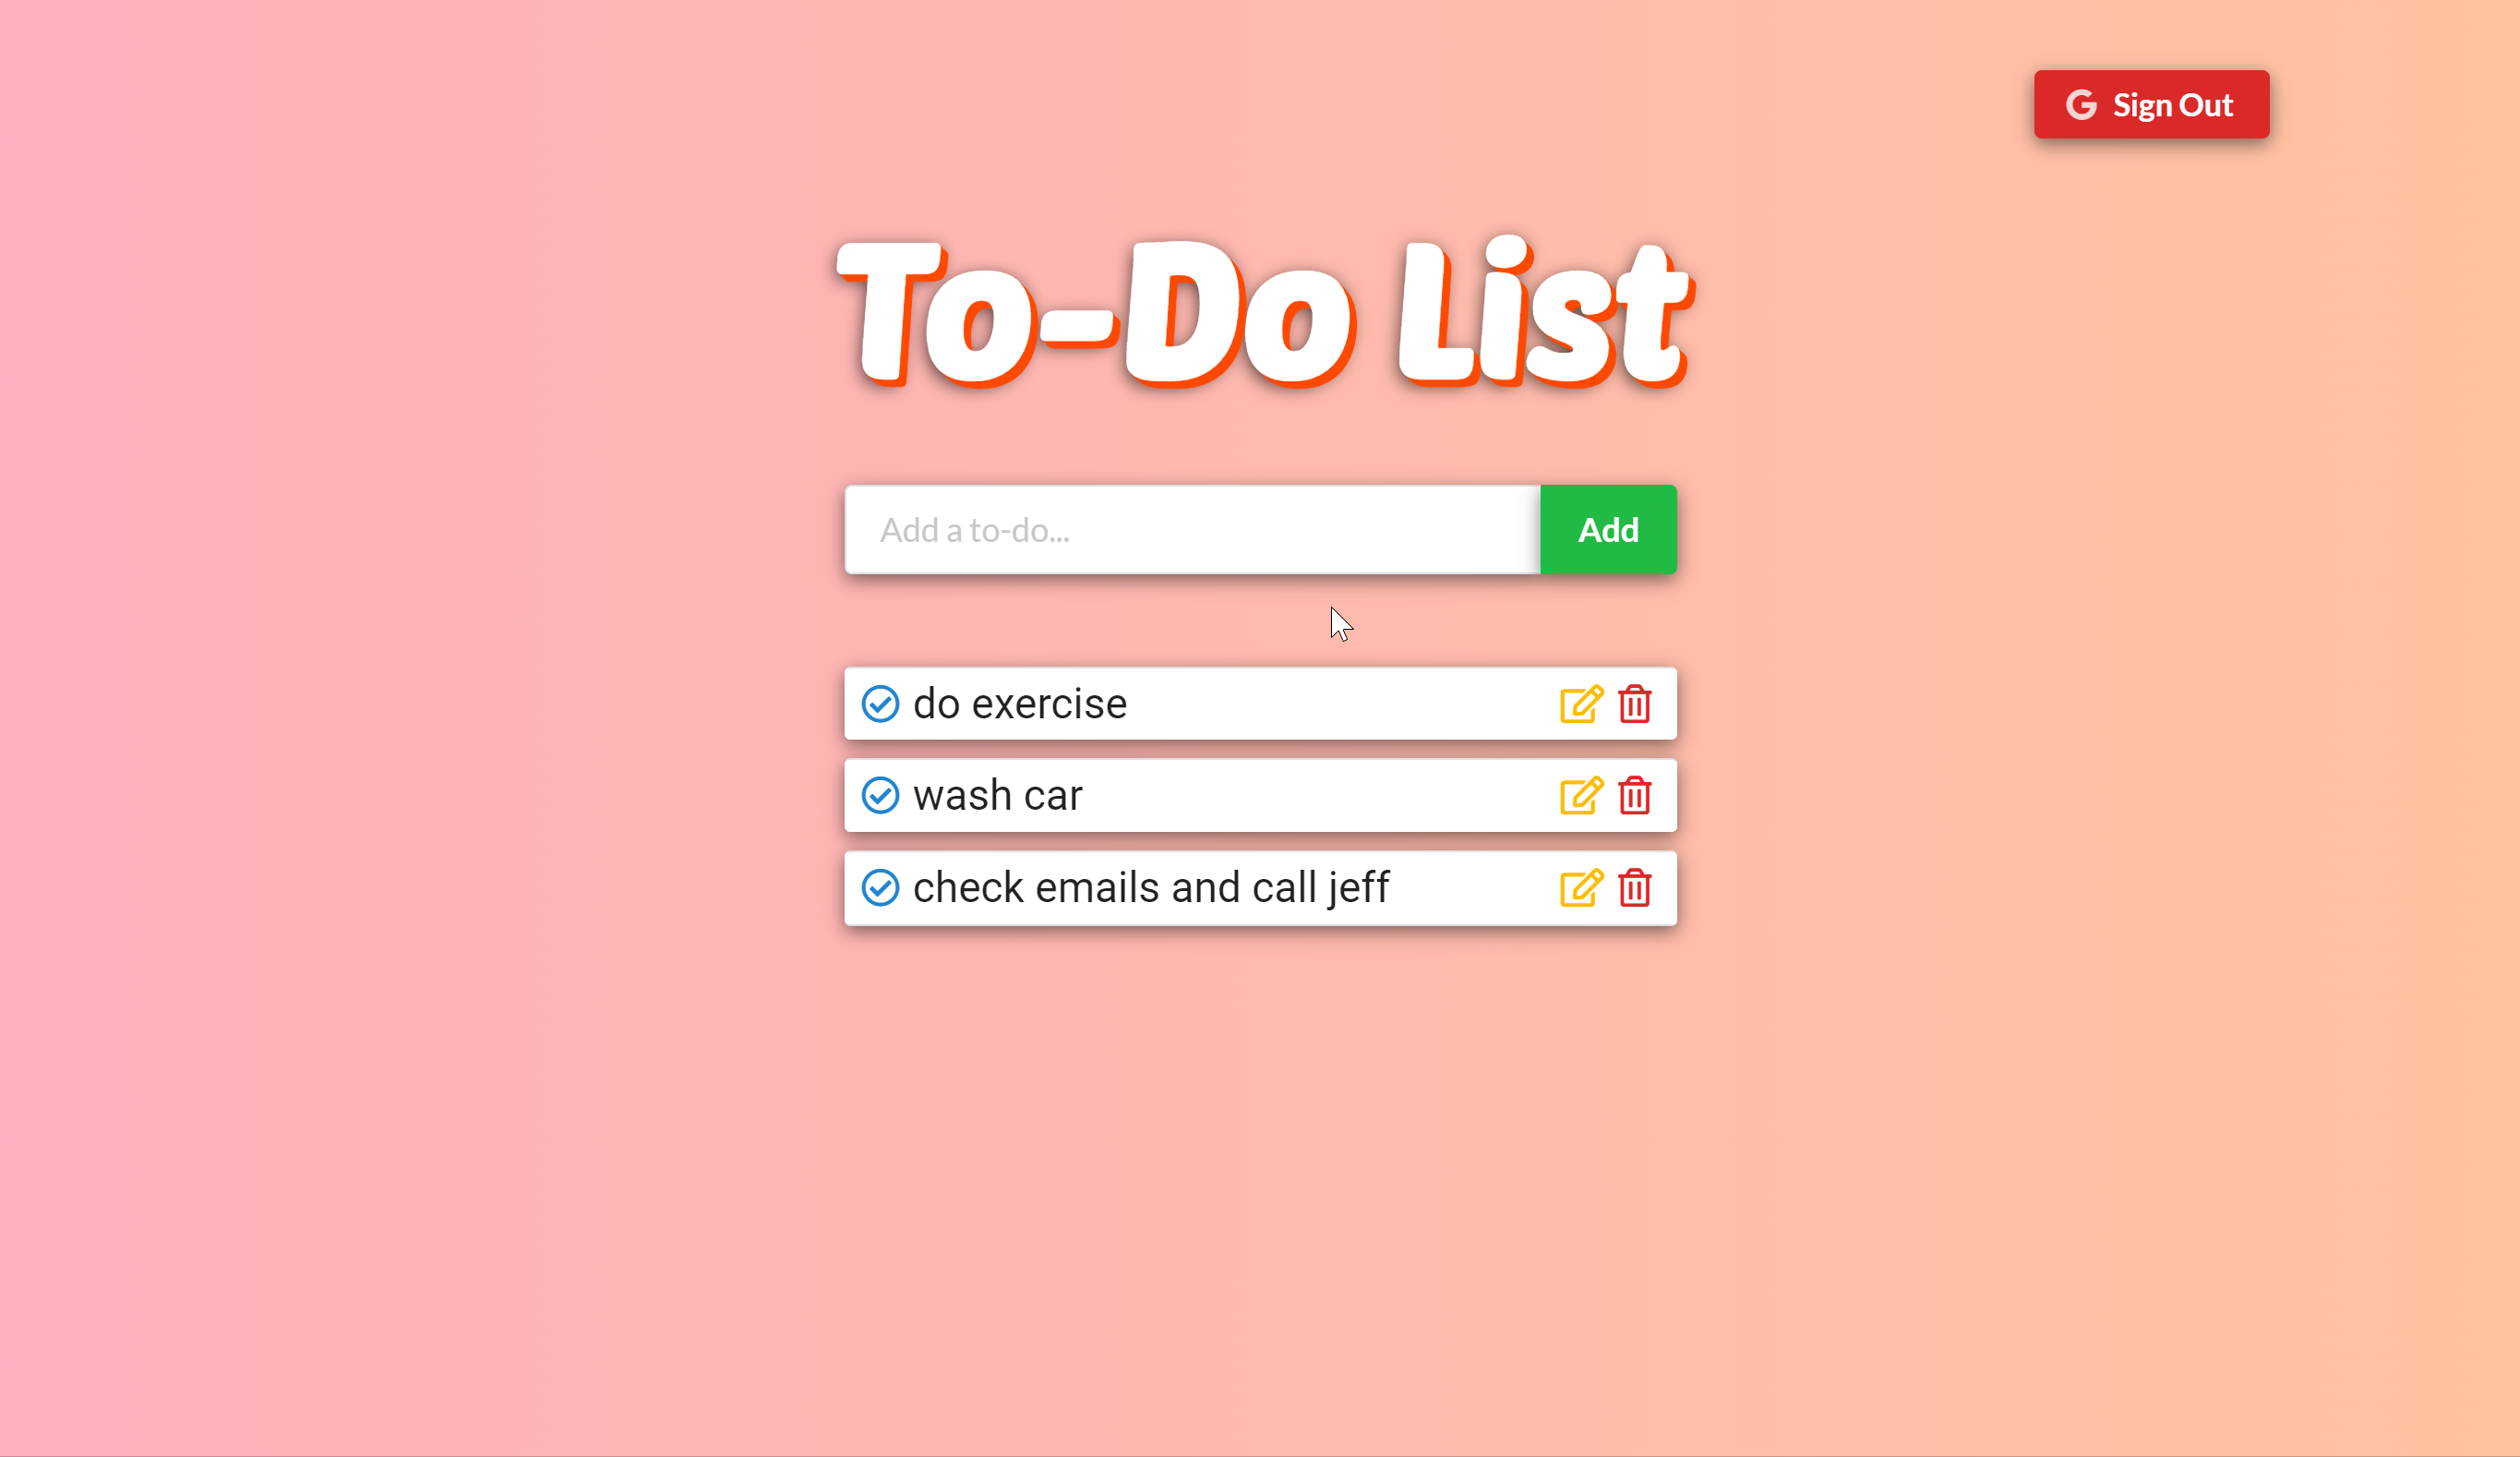 Sign Out
To-Do List
Add a to-do...
Add
do exercise
wash car
check emails and call jeff